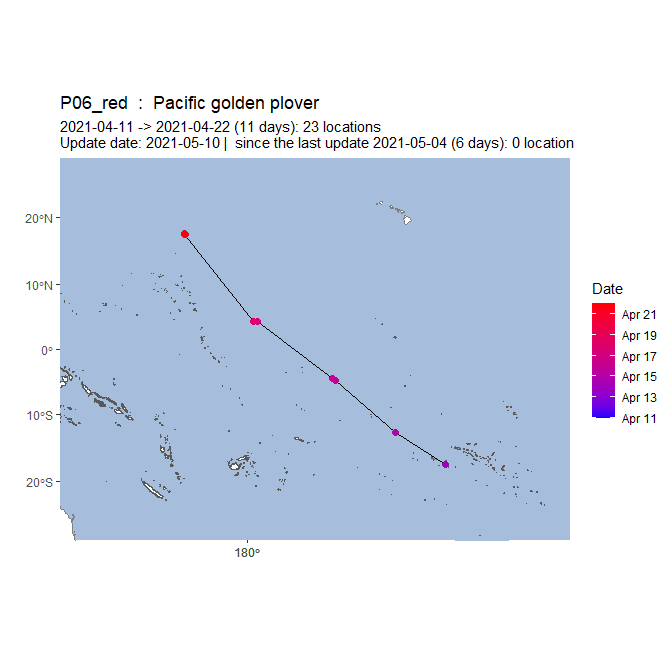 P06_red  :  Pacific golden plover
2021-04-11 -> 2021-04-22 (11 days): 23 locations
Update date: 2021-05-10 |  since the last update 2021-05-04 (6 days): 0 location
20°N
10°N
0°
10°S
20°S
180°
Date
Apr 21
Apr 19
Apr 17
Apr 15
Apr 13
Apr 11